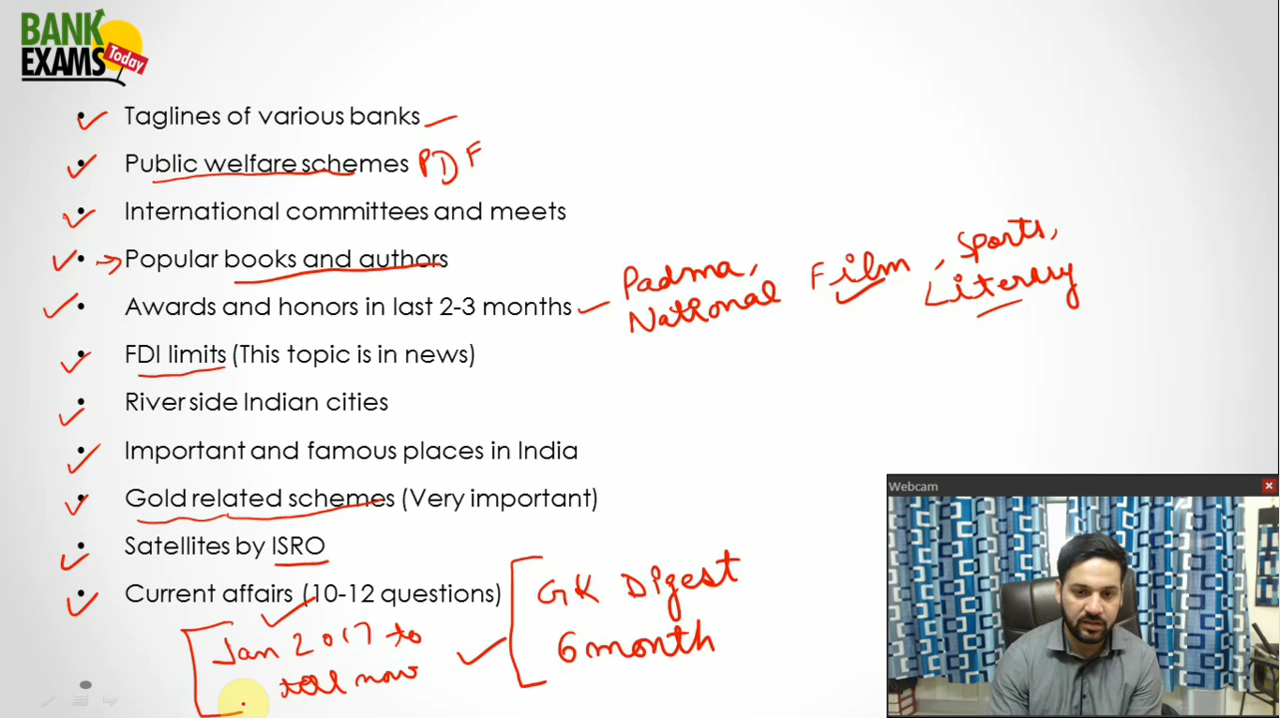 BANK
EXAMS Today
• Taglines of various banks
• Public welfare schemes PDF
• International committees and meets
• Popular books and authors
• Awards and honors in last 2-3 months
Padma, Film, Sports,
National Literary
• FDI limits (This topic is in news)
• Riverside Indian cities
• Important and famous places in India
• Gold related schemes (Very important)
• Satellites by ISRO
• Current affairs (10-12 questions)
GK Digest
6 month
Jan 2017 to
till now
Webcam